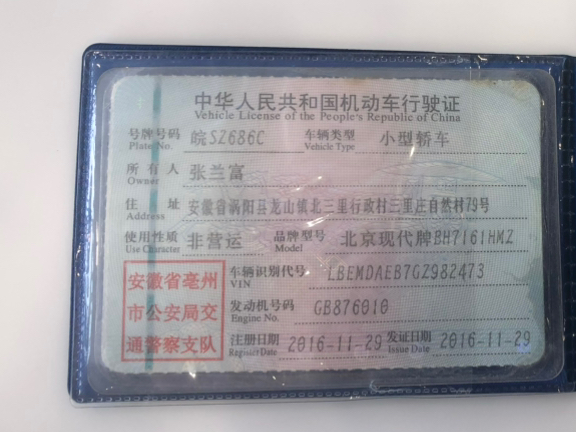 中华人民共和国机动车行驶证
Vehicle License of the People's Republic of China
号牌号码 皖SZ686C 车辆类型 小型轿车
Plate No. Vehicle Type
所有人 张兰富
Owner
住址 安徽省涡阳县龙山镇北三里行政村三里庄自然村79号
Address
使用性质 非营运 品牌型号 北京现代牌BH7161HMZ
Use Character Model
安徽省亳州
市公安局交
通警察支队
车辆识别代号 LBEMDAEB7GZ982473
VIN
发动机号码 GB876010
Engine No.
注册日期 2016-11-29 发证日期 2016-11-29
Register Date Issue Date